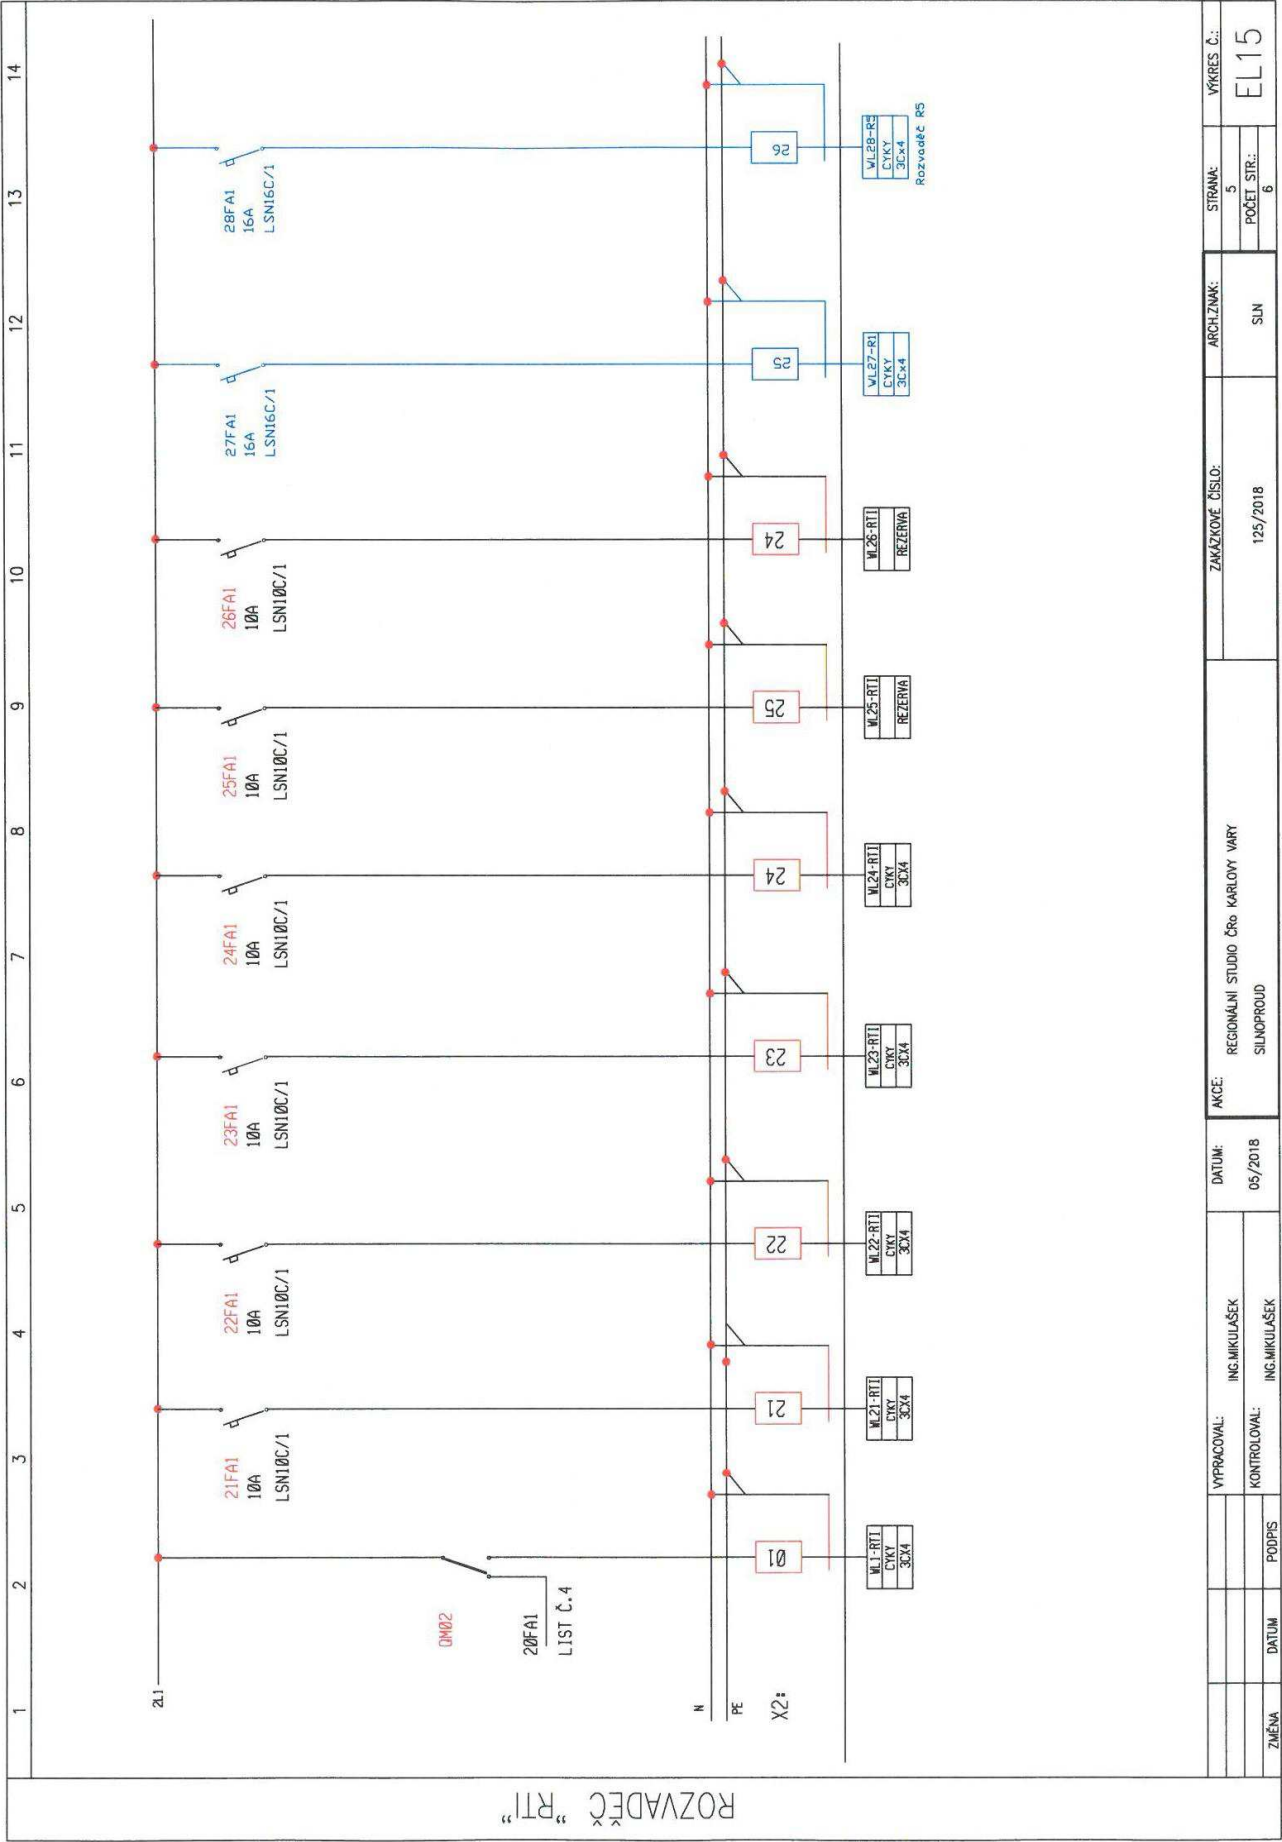 1 2 3 4 5 6 7 8 9 10 11 12 13 14
ROZVADĚČ "RTI"
2L1
QM02
20FA1
LIST Č.4
21FA1
10A
LSN10C/1
22FA1
10A
LSN10C/1
23FA1
10A
LSN10C/1
24FA1
10A
LSN10C/1
25FA1
10A
LSN10C/1
26FA1
10A
LSN10C/1
27FA1
16A
LSN16C/1
28FA1
16A
LSN16C/1
N
PE
X2:
01
21
22
23
24
25
24
25
26
WL1-RTI
CYKY
3CX4
WL21-RTI
CYKY
3CX4
WL22-RTI
CYKY
3CX4
WL23-RTI
CYKY
3CX4
WL24-RTI
CYKY
3CX4
WL25-RTI
REZERVA
WL26-RTI
REZERVA
WL27-R1
CYKY
3Cx4
WL28-R5
CYKY
3Cx4
Rozvaděč R5
ZMĚNA
DATUM
PODPIS
VYPRACOVAL:
ING.MIKULAŠEK
KONTROLOVAL:
ING.MIKULAŠEK
DATUM:
05/2018
AKCE:
REGIONÁLNÍ STUDIO ČRo KARLOVY VARY
SILNOPROUD
ZAKÁZKOVÉ ČÍSLO:
125/2018
ARCH.ZNAK:
SLN
STRANA:
5
POČET STR.:
6
VÝKRES Č.:
EL15